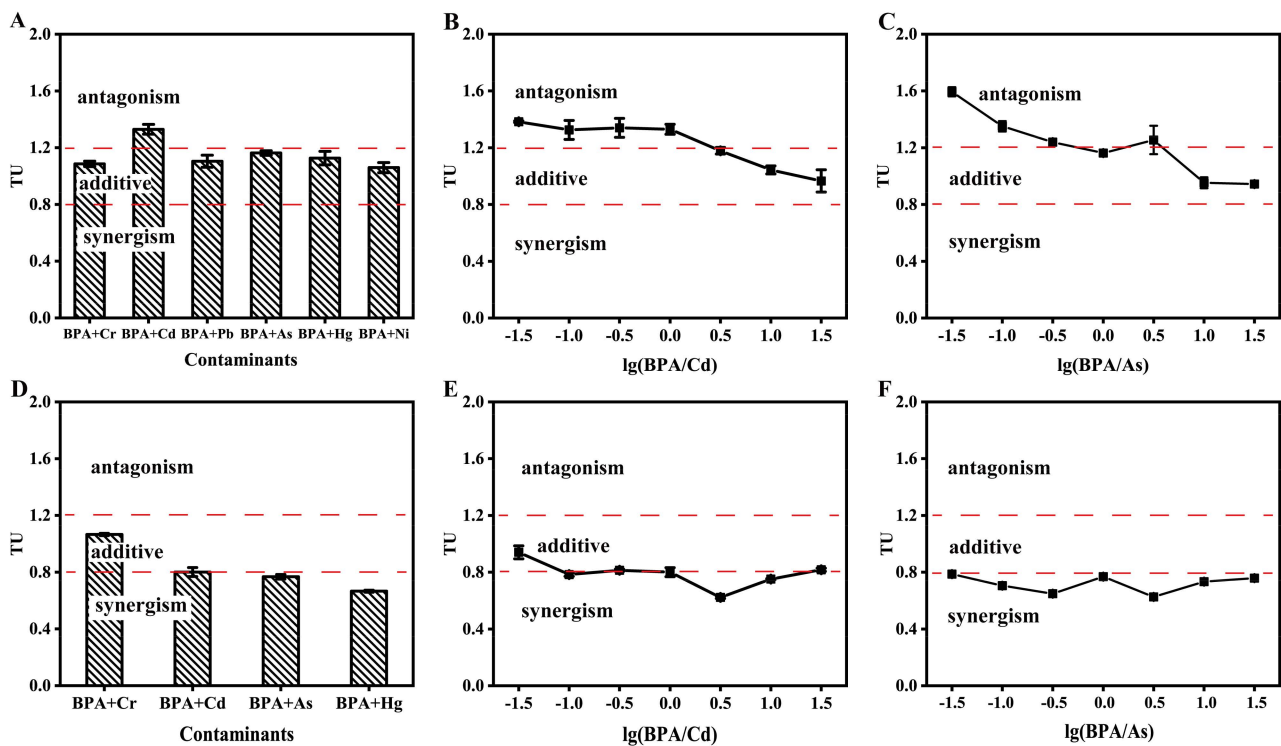 A
2.0
1.6
1.2
0.8
0.4
0.0
TU
antagonism
additive
synergism
BPA+Cr BPA+Cd BPA+Pb BPA+As BPA+Hg BPA+Ni
Contaminants
B
2.0
1.6
1.2
0.8
0.4
0.0
TU
antagonism
additive
synergism
-1.5 -1.0 -0.5 0.0 0.5 1.0 1.5
lg(BPA/Cd)
C
2.0
1.6
1.2
0.8
0.4
0.0
TU
antagonism
additive
synergism
-1.5 -1.0 -0.5 0.0 0.5 1.0 1.5
lg(BPA/As)
D
2.0
1.6
1.2
0.8
0.4
0.0
TU
antagonism
additive
synergism
BPA+Cr BPA+Cd BPA+As BPA+Hg
Contaminants
E
2.0
1.6
1.2
0.8
0.4
0.0
TU
antagonism
additive
synergism
-1.5 -1.0 -0.5 0.0 0.5 1.0 1.5
lg(BPA/Cd)
F
2.0
1.6
1.2
0.8
0.4
0.0
TU
antagonism
additive
synergism
-1.5 -1.0 -0.5 0.0 0.5 1.0 1.5
lg(BPA/As)